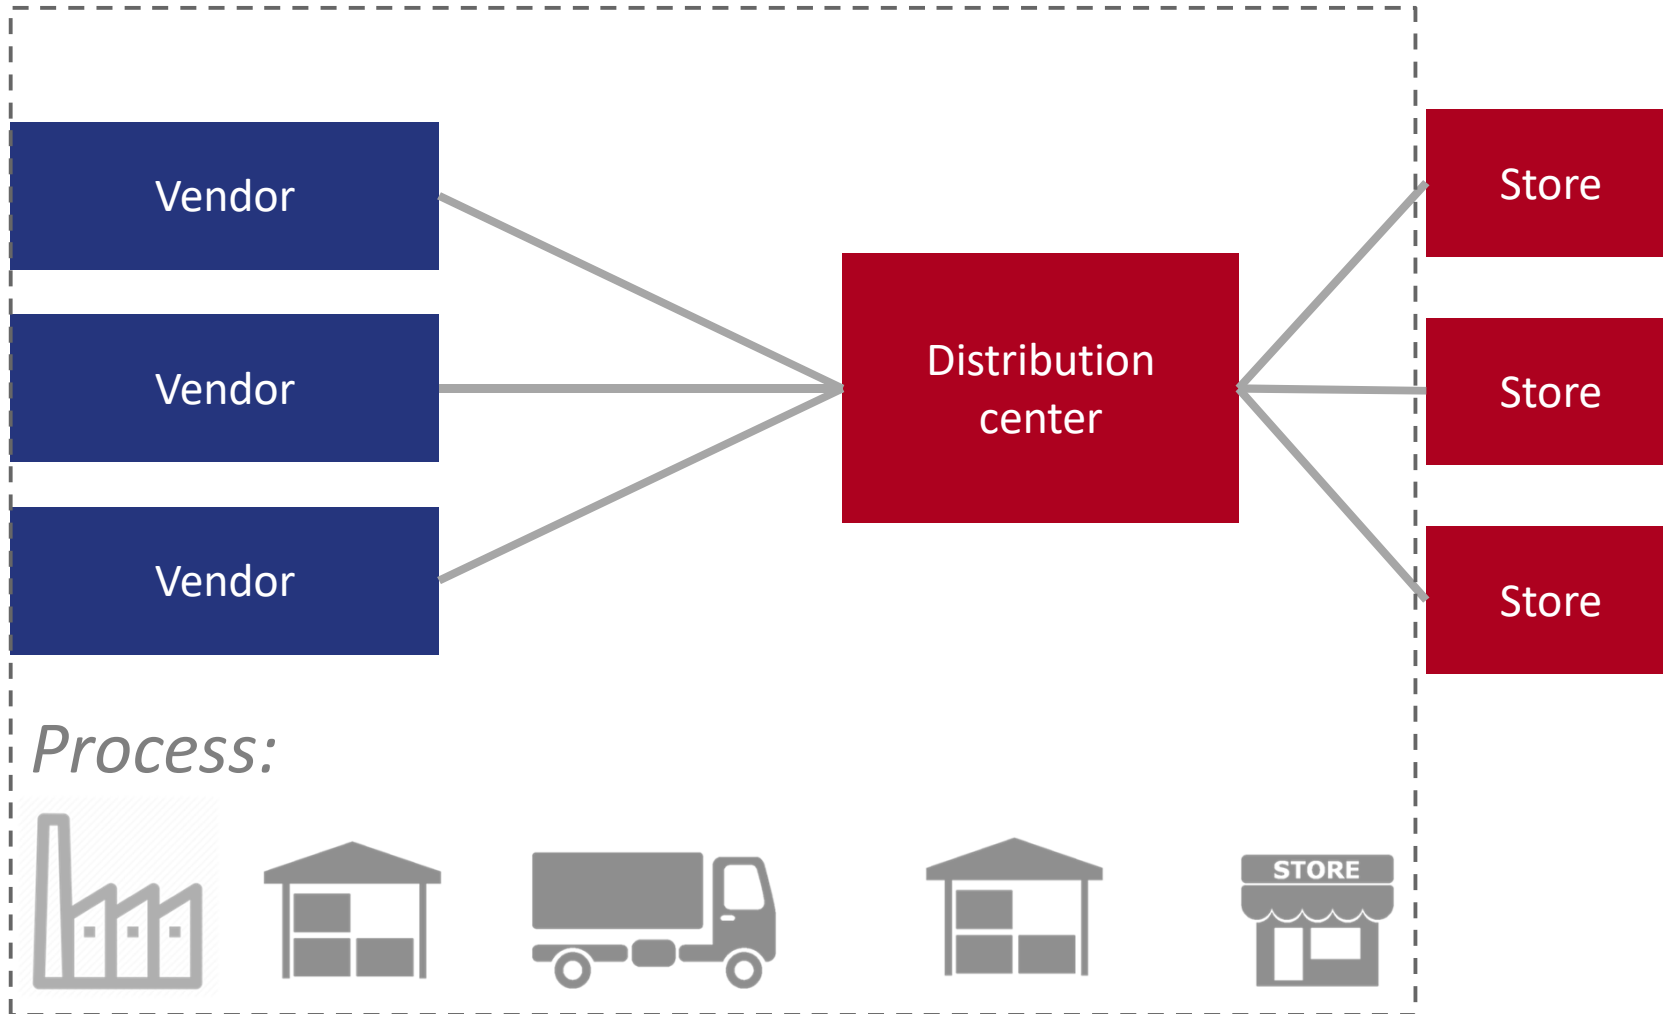 Vendor
Store
Vendor
Distribution
center
Store
Vendor
Store
Process:
STORE